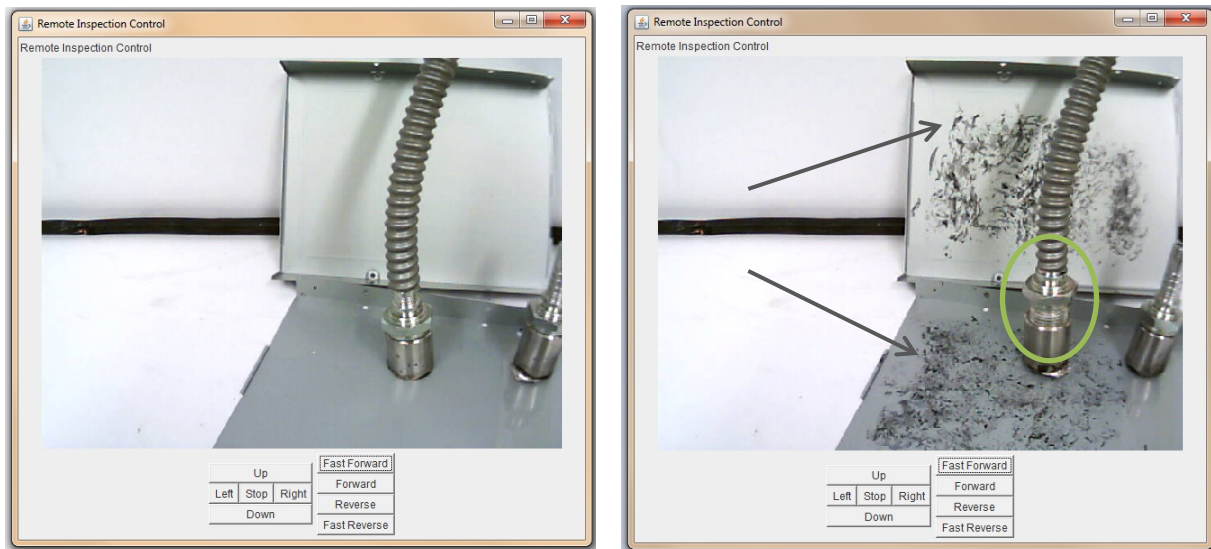 Remote Inspection Control
Remote Inspection Control
Up
Left Stop Right
Down
Fast Forward
Forward
Reverse
Fast Reverse
Remote Inspection Control
Remote Inspection Control
Up
Left Stop Right
Down
Fast Forward
Forward
Reverse
Fast Reverse